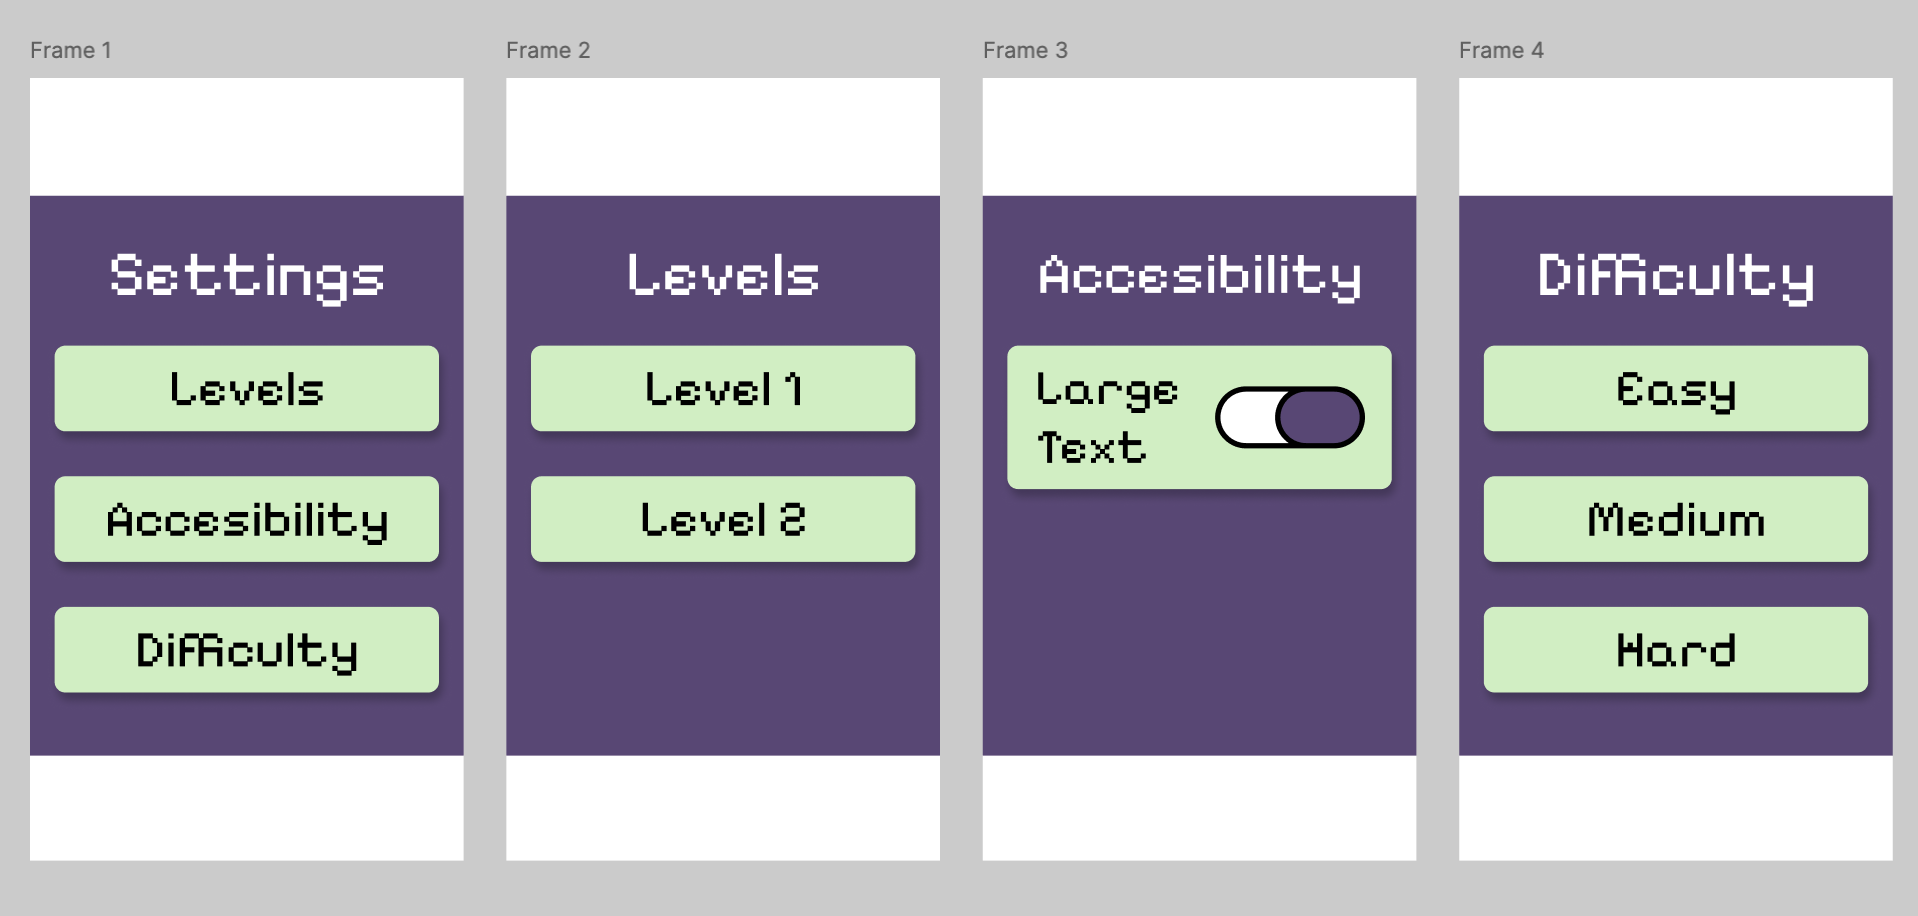 Frame 1
Settings
Levels
Accesibility
Difficulty
Frame 2
Levels
Level 1
Level 2
Frame 3
Accesibility
Large
Text
Frame 4
Difficulty
Easy
Medium
Hard